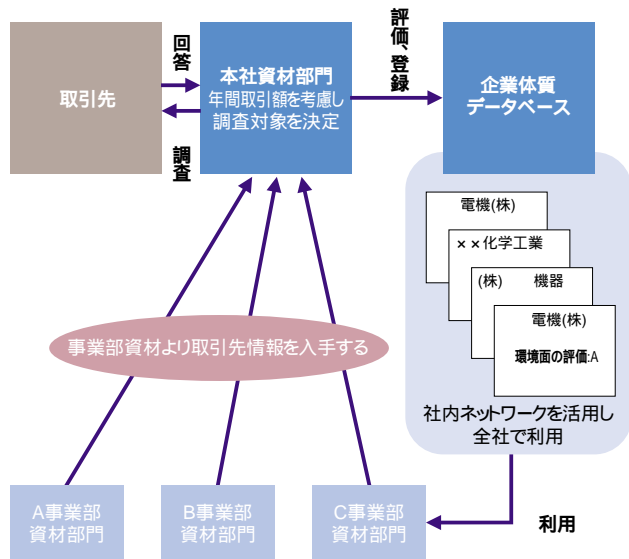 取引先
回答
調査
本社資材部門
年間取引額を考慮し
調査対象を決定
評価、登録
企業体質
データベース
電機(株)
××化学工業
(株) 機器
電機(株)
環境面の評価:A
社内ネットワークを活用し
全社で利用
事業部資材より取引先情報を入手する
A事業部
資材部門
B事業部
資材部門
C事業部
資材部門
利用